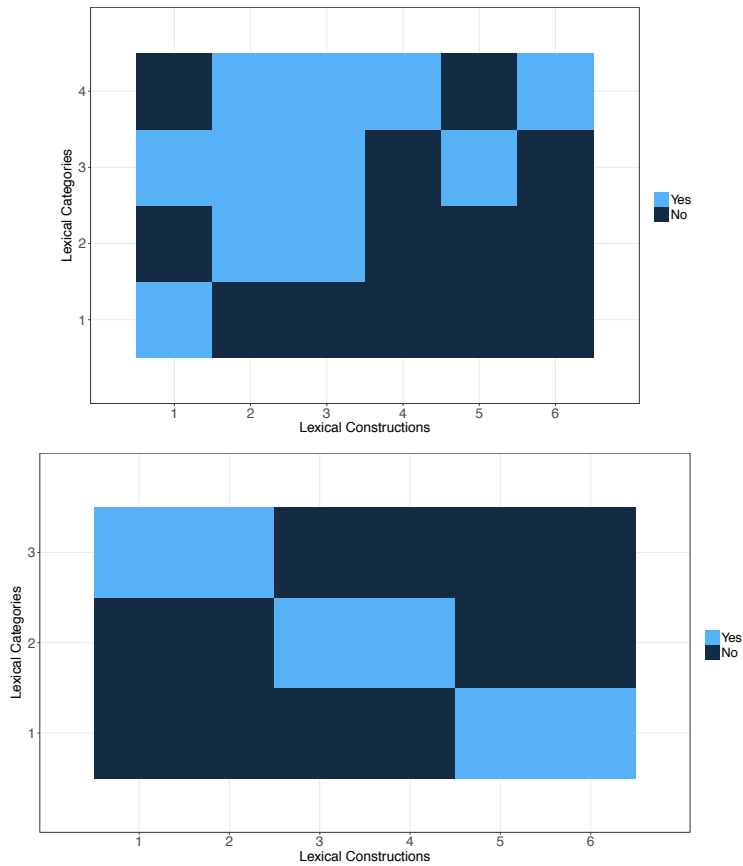 4
3
2
1
Lexical Categories
1 2 3 4 5 6
Lexical Constructions
Yes
No
3
2
1
Lexical Categories
1 2 3 4 5 6
Lexical Constructions
Yes
No